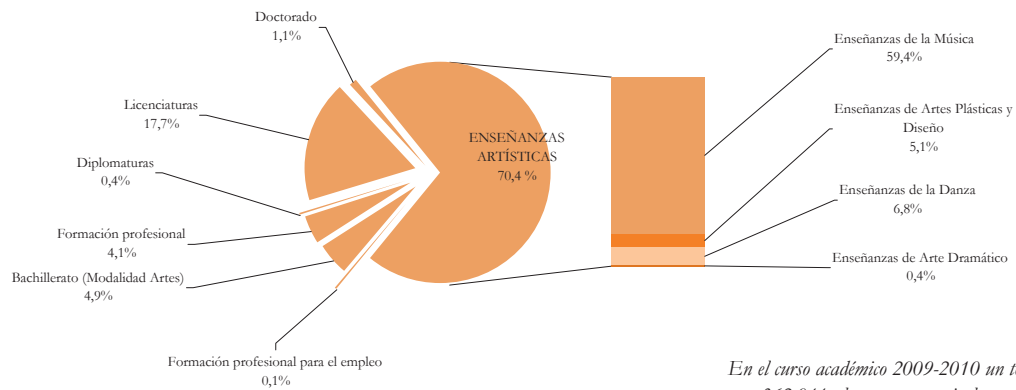 Doctorado
1,1%
Licenciaturas
17,7%
Diplomaturas
0,4%
Formación profesional
4,1%
Bachillerato (Modalidad Artes)
4,9%
Formación profesional para el empleo
0,1%
ENSEÑANZAS
ARTÍSTICAS
70,4 %
Enseñanzas de la Música
59,4%
Enseñanzas de Artes Plásticas y
Diseño
5,1%
Enseñanzas de la Danza
6,8%
Enseñanzas de Arte Dramático
0,4%
En el curso académico 2009-2010 un t